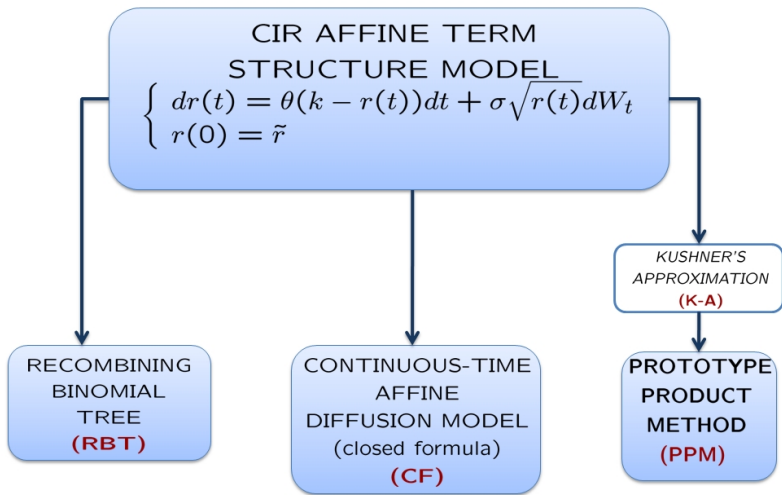 CIR AFFINE TERM
STRUCTURE MODEL
dr(t) = θ(k − r(t))dt + σ√r(t)dWₜ
r(0) = r̃
KUSHNER'S
APPROXIMATION
(K-A)
RECOMBINING
BINOMIAL
TREE
(RBT)
CONTINUOUS-TIME
AFFINE
DIFFUSION MODEL
(closed formula)
(CF)
PROTOTYPE
PRODUCT
METHOD
(PPM)